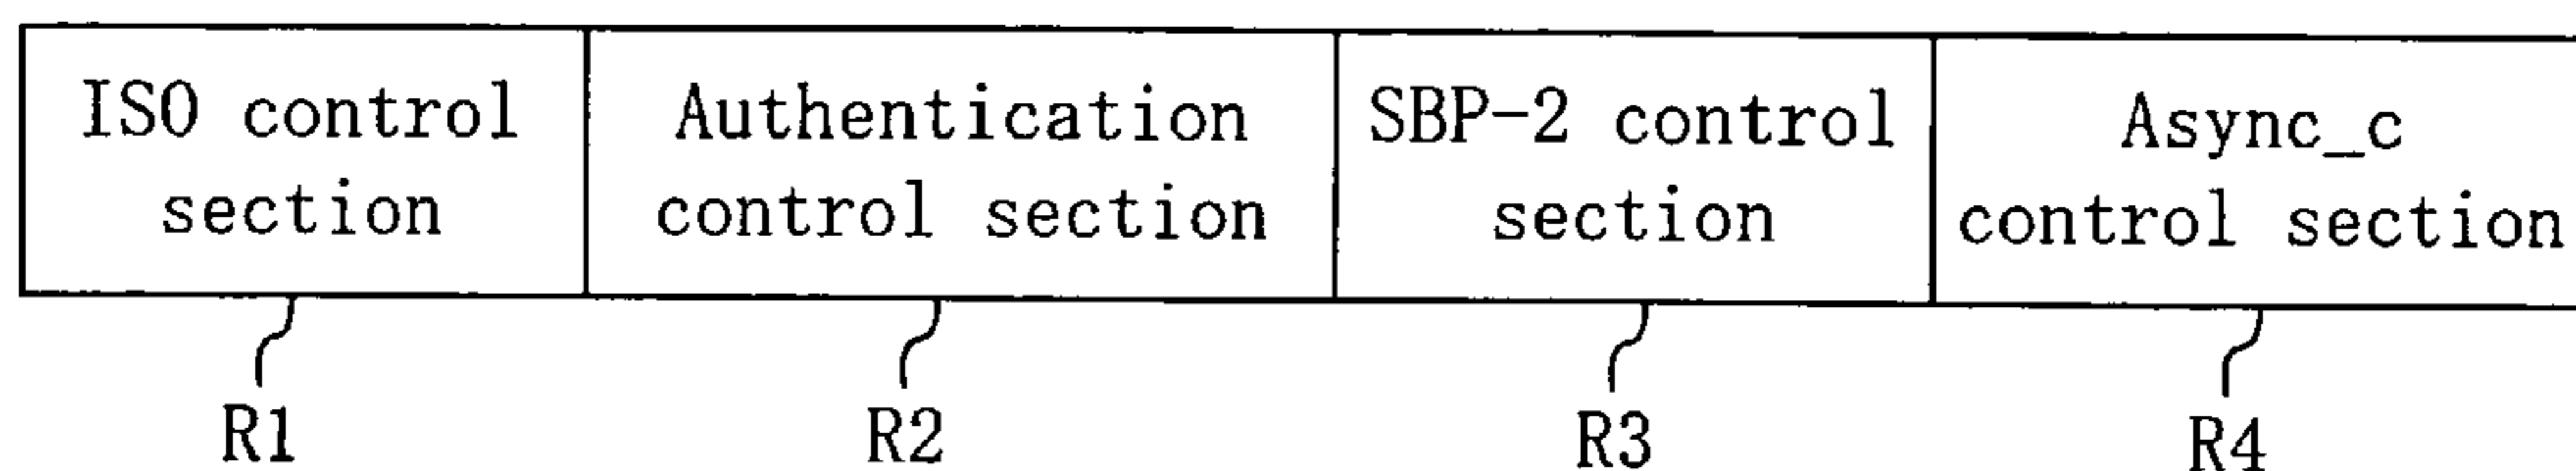 ISO control
section
Authentication
control section
SBP-2 control
section
Async_c
control section
R1
R2
R3
R4